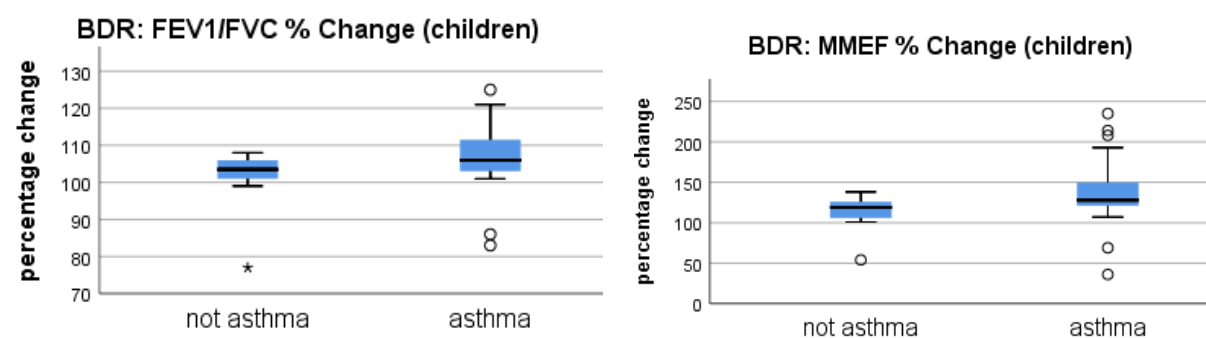 BDR: FEV1/FVC % Change (children)
percentage change
130
120
110
100
90
80
70
not asthma
asthma
BDR: MMEF % Change (children)
percentage change
250
200
150
100
50
0
not asthma
asthma